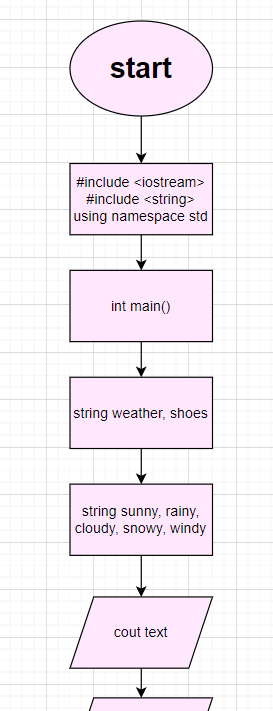 start
#include <iostream>
#include <string>
using namespace std
int main()
string weather, shoes
string sunny, rainy,
cloudy, snowy, windy
cout text